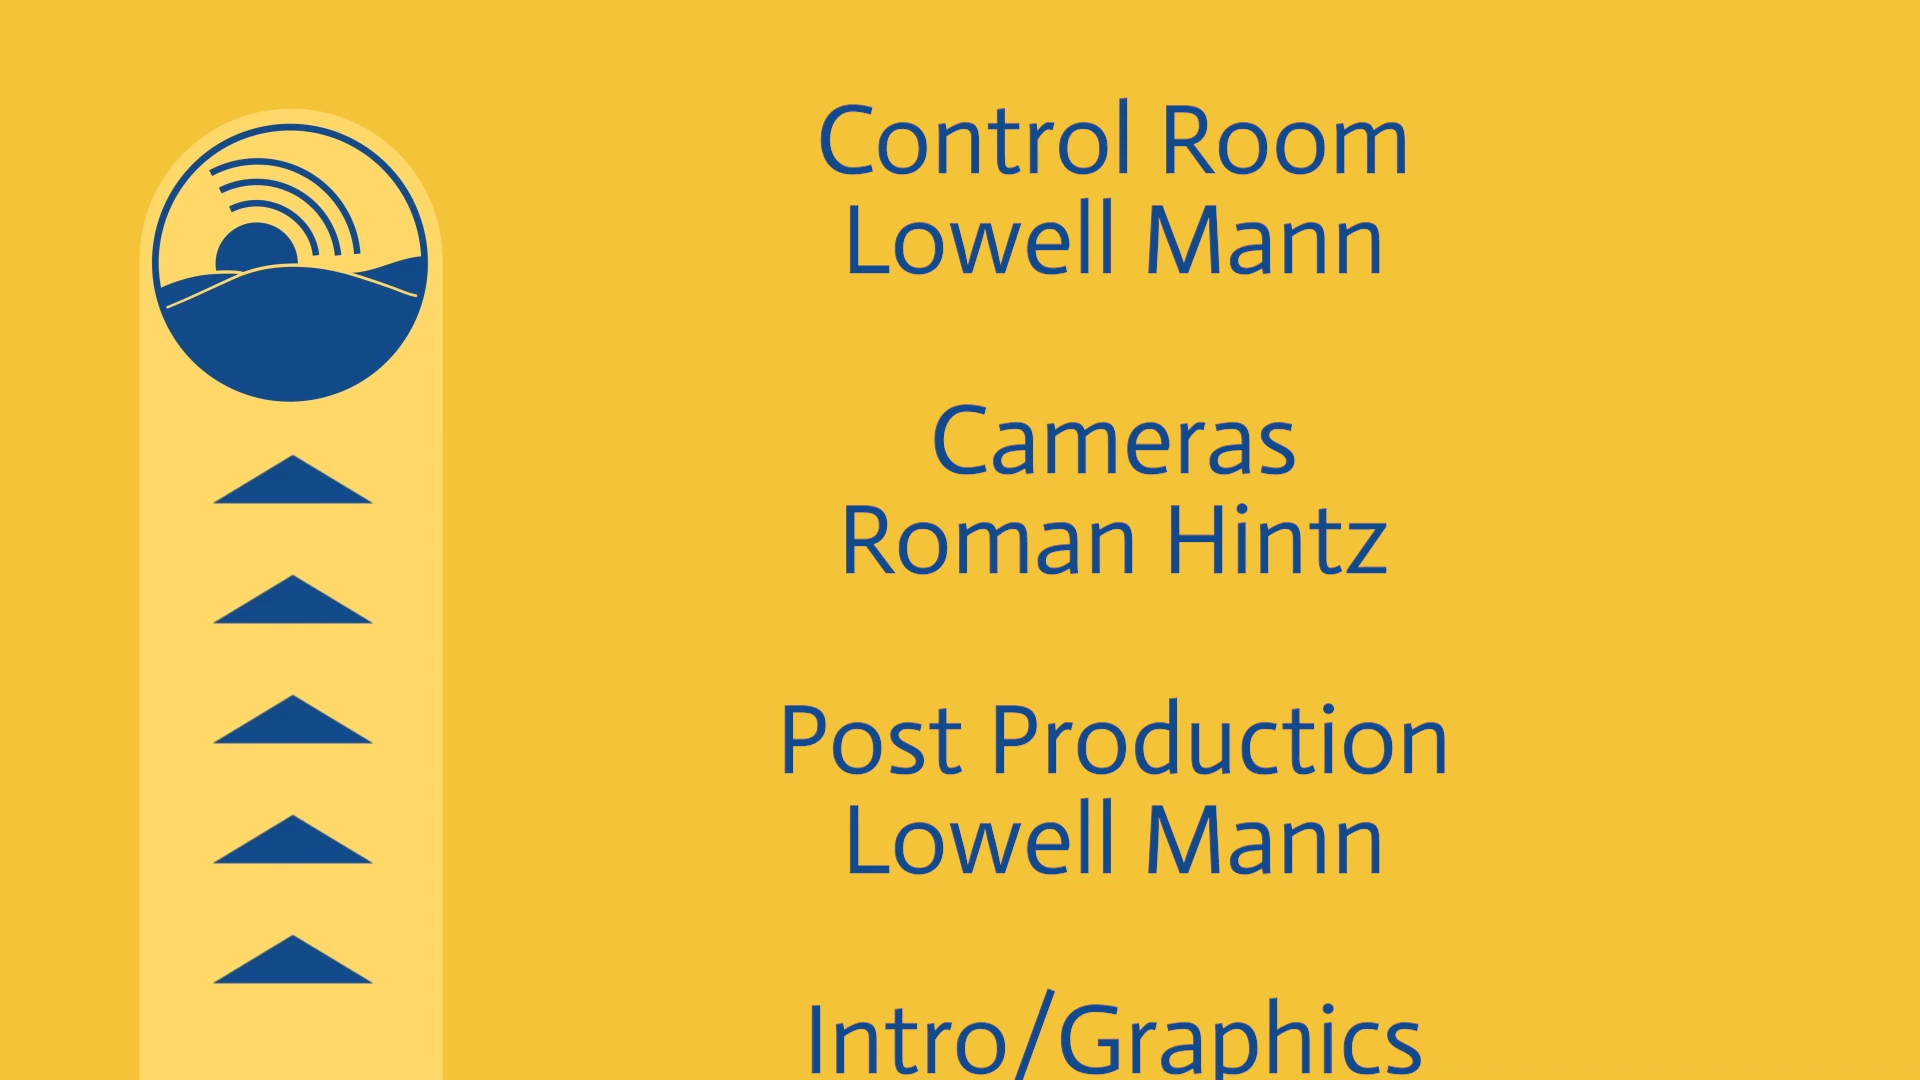 Control Room
Lowell Mann
Cameras
Roman Hintz
Post Production
Lowell Mann
Intro/Graphics